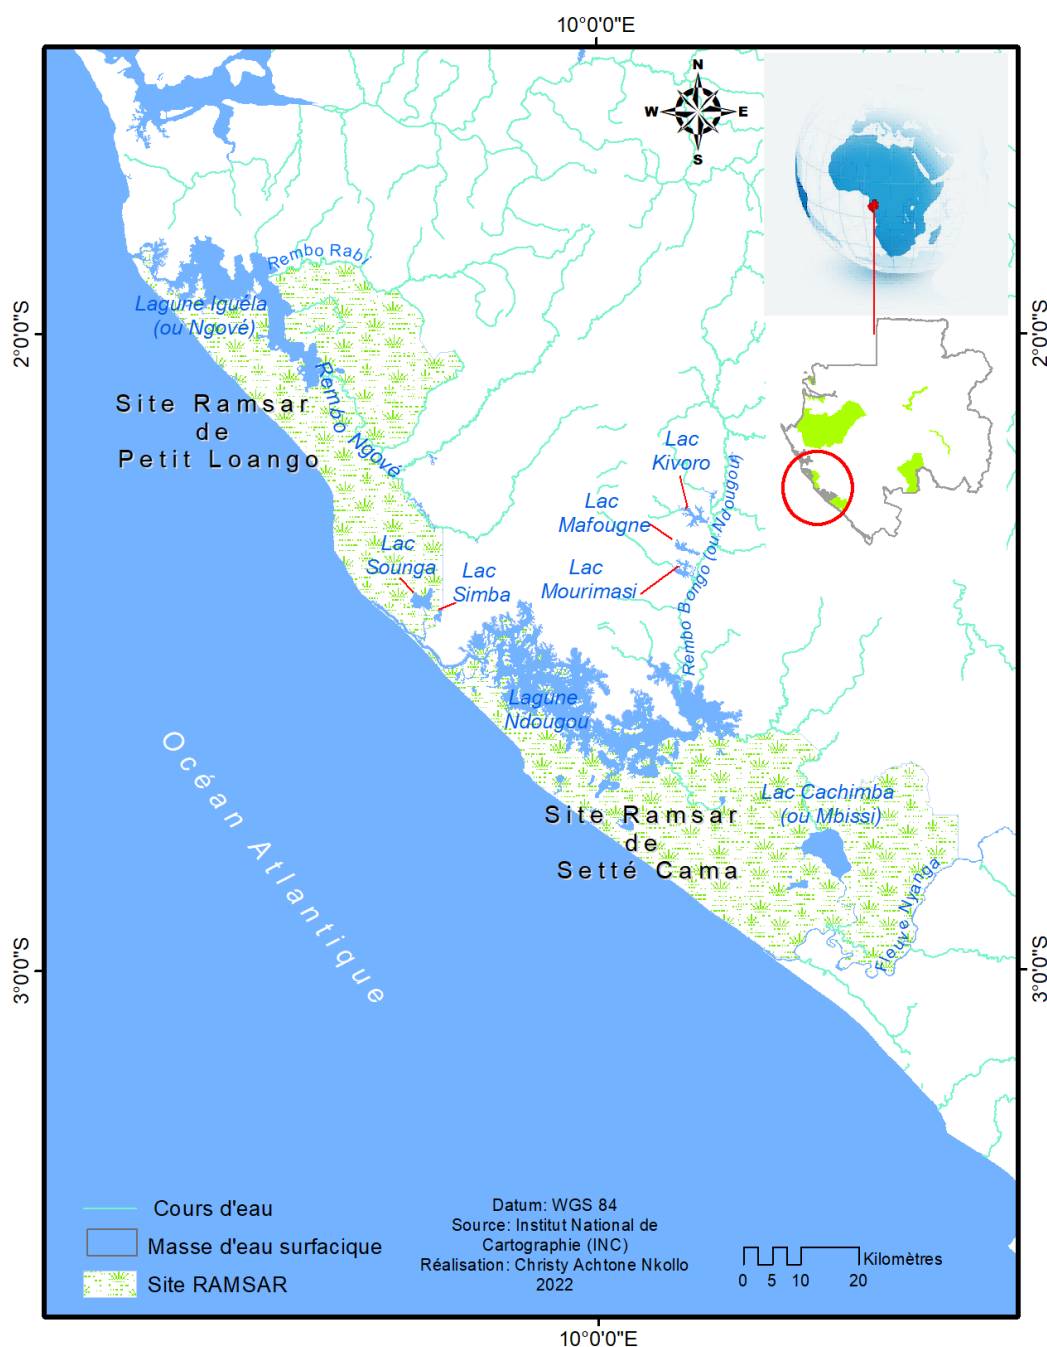 10°0'0"E
N
W
E
S
2°0'0"S
2°0'0"S
Rembo Rabi
Lagune Iguéla
(ou Ngové)
Rembo Ngové
Site Ramsar
de
Petit Loango
Lac
Kivoro
Lac
Mafougne
Lac
Mourimasi
Rembo Bongo (ou Ndougou)
Lac
Sounga
Lac
Simba
Lagune
Ndougou
Océan Atlantique
Lac Cachimba
(ou Mbissi)
Site Ramsar
de
Setté Cama
Fleuve Nyanga
3°0'0"S
3°0'0"S
Cours d'eau
Masse d'eau surfacique
Site RAMSAR
Datum: WGS 84
Source: Institut National de
Cartographie (INC)
Réalisation: Christy Achtone Nkollo
2022
Kilomètres
0 5 10 20
10°0'0"E